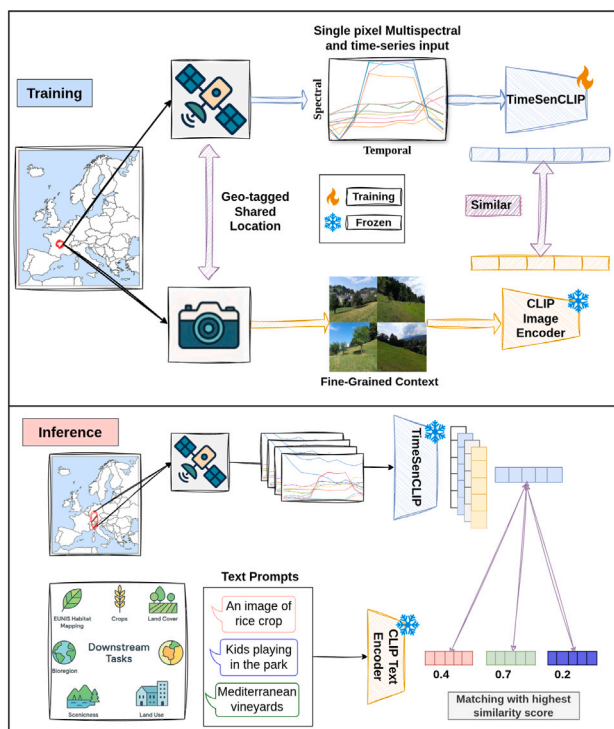 Single pixel Multispectral
and time-series input
Training
Spectral
Temporal
TimeSenCLIP
Geo-tagged
Shared
Location
Training
Frozen
Similar
CLIP
Image
Encoder
Fine-Grained Context
Inference
TimeSenCLIP
EUNIS Habitat
Mapping
Crops
Land Cover
Downstream
Tasks
Bioregion
Scenicness
Land Use
Text Prompts
An image of
rice crop
Kids playing
in the park
Mediterranean
vineyards
CLIP Text
Encoder
0.4
0.7
0.2
Matching with highest
similarity score